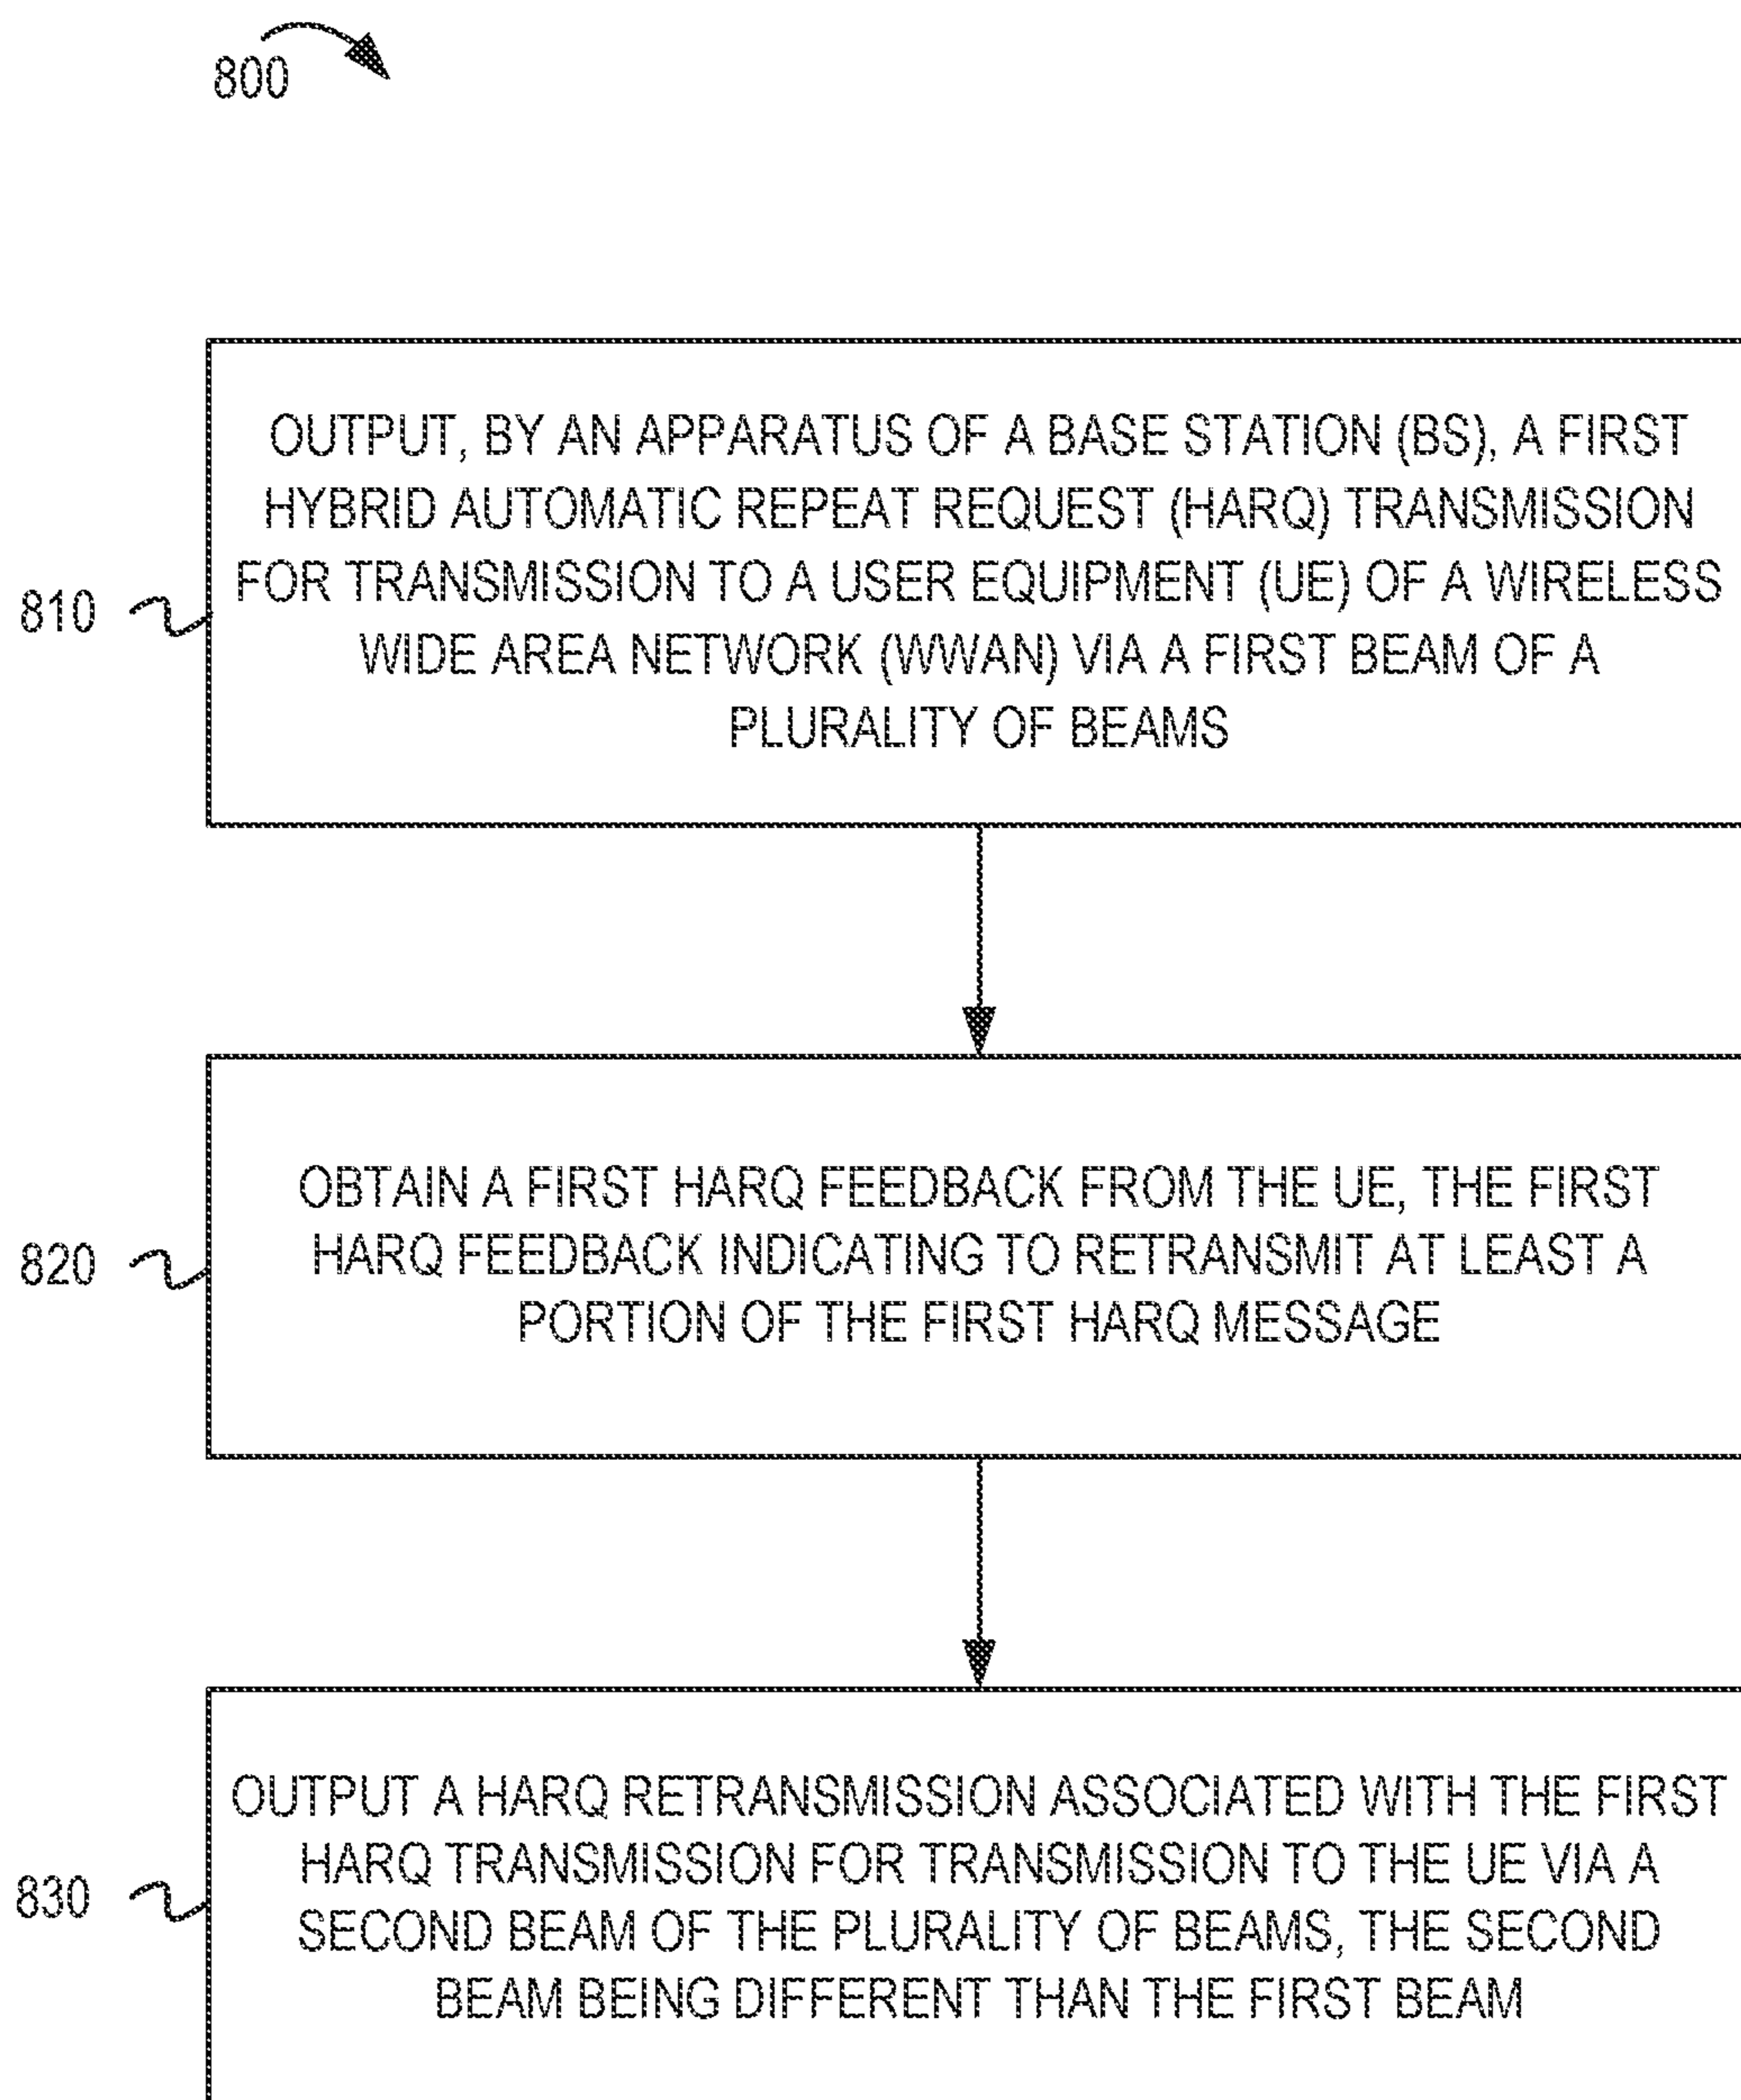 800
OUTPUT, BY AN APPARATUS OF A BASE STATION (BS), A FIRST
HYBRID AUTOMATIC REPEAT REQUEST (HARQ) TRANSMISSION
FOR TRANSMISSION TO A USER EQUIPMENT (UE) OF A WIRELESS
WIDE AREA NETWORK (WWAN) VIA A FIRST BEAM OF A
PLURALITY OF BEAMS
810
OBTAIN A FIRST HARQ FEEDBACK FROM THE UE, THE FIRST
HARQ FEEDBACK INDICATING TO RETRANSMIT AT LEAST A
PORTION OF THE FIRST HARQ MESSAGE
820
OUTPUT A HARQ RETRANSMISSION ASSOCIATED WITH THE FIRST
HARQ TRANSMISSION FOR TRANSMISSION TO THE UE VIA A
SECOND BEAM OF THE PLURALITY OF BEAMS, THE SECOND
BEAM BEING DIFFERENT THAN THE FIRST BEAM
830